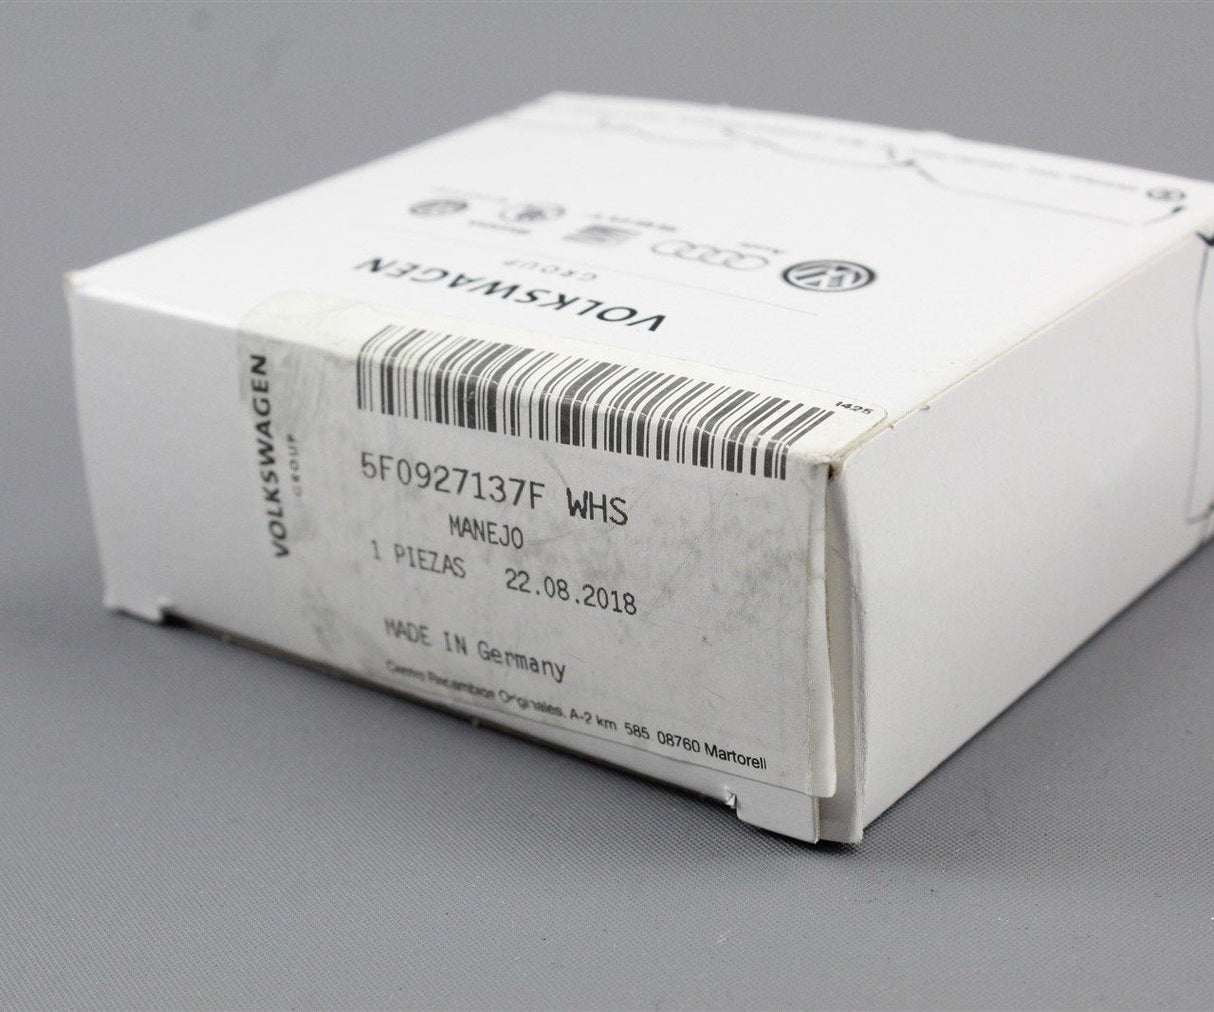 VOLKSWAGEN
GROUP
VOLKSWAGEN
GROUP
1425
5F0927137F WHS
MANEJO
1 PIEZAS 22.08.2018
MADE IN Germany
Centro Recambios Originales. A-2 km 585 08760 Martorell